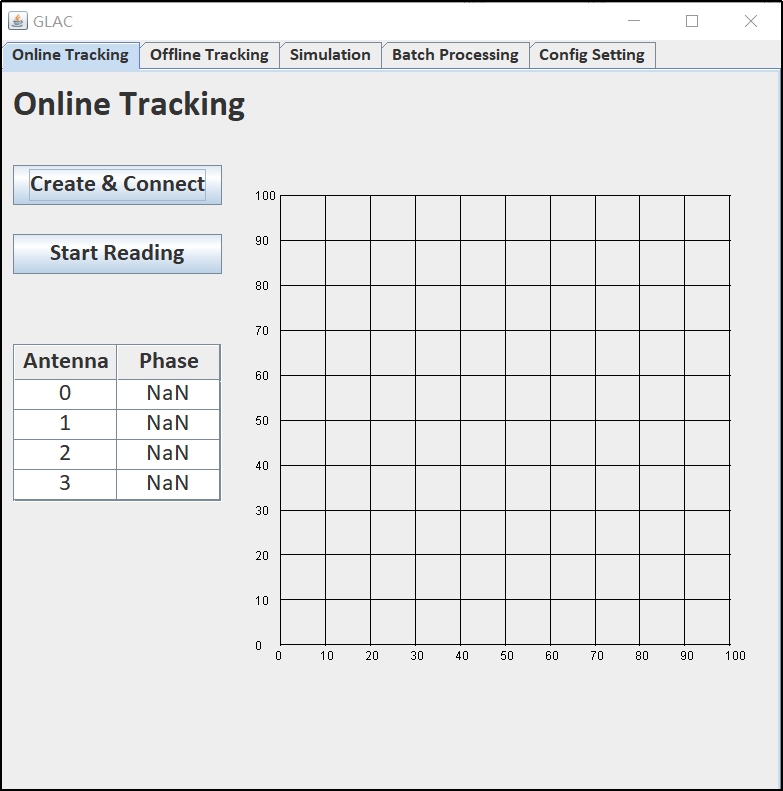 GLAC
Online Tracking Offline Tracking Simulation Batch Processing Config Setting
Online Tracking
Create & Connect
Start Reading
Antenna Phase
0 NaN
1 NaN
2 NaN
3 NaN
100
90
80
70
60
50
40
30
20
10
0
0 10 20 30 40 50 60 70 80 90 100